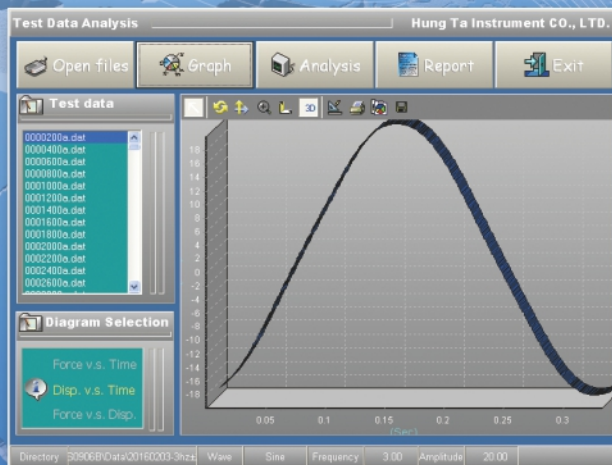 Test Data Analysis
Hung Ta Instrument CO., LTD.
Open files
Graph
Analysis
Report
Exit
Test data
0000200a.dat
0000400a.dat
0000600a.dat
0000800a.dat
0001000a.dat
0001200a.dat
0001400a.dat
0001600a.dat
0001800a.dat
0002000a.dat
0002200a.dat
0002400a.dat
0002600a.dat
3D
18
16
14
12
10
8
6
4
2
0
-2
-4
-6
-8
-10
-12
-14
-16
-18
0.05 0.1 0.15 0.2 0.25 0.3
(Sec)
Diagram Selection
Force v.s. Time
Disp. v.s. Time
Force v.s. Disp.
Directory S0906B\Data\20160203-3hz± Wave Sine Frequency 3.00 Amplitude 20.00